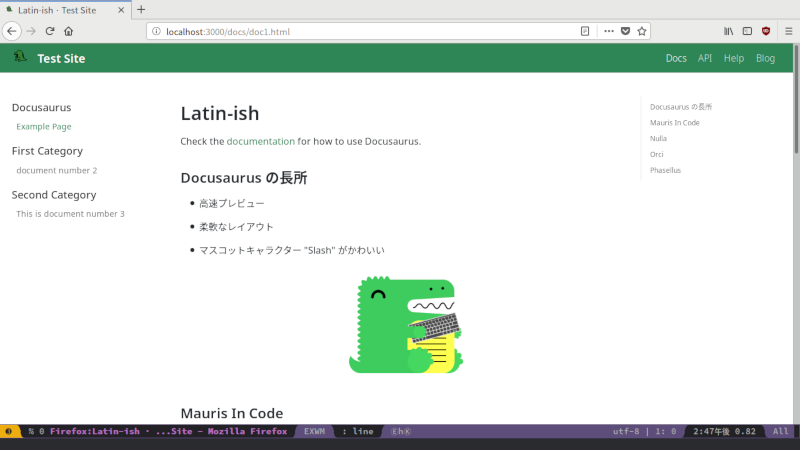 Latin-ish · Test Site
localhost:3000/docs/doc1.html
Test Site
Docs API Help Blog
Docusaurus
Example Page
First Category
document number 2
Second Category
This is document number 3
Latin-ish
Check the documentation for how to use Docusaurus.
Docusaurus の長所
高速プレビュー
柔軟なレイアウト
マスコットキャラクター "Slash" がかわいい
Mauris In Code
Docusaurus の長所
Mauris In Code
Nulla
Orci
Phasellus
% 0 Firefox:Latin-ish · ...Site - Mozilla Firefox EXWM : line utf-8 | 1: 0 2:47午後 0.82 All